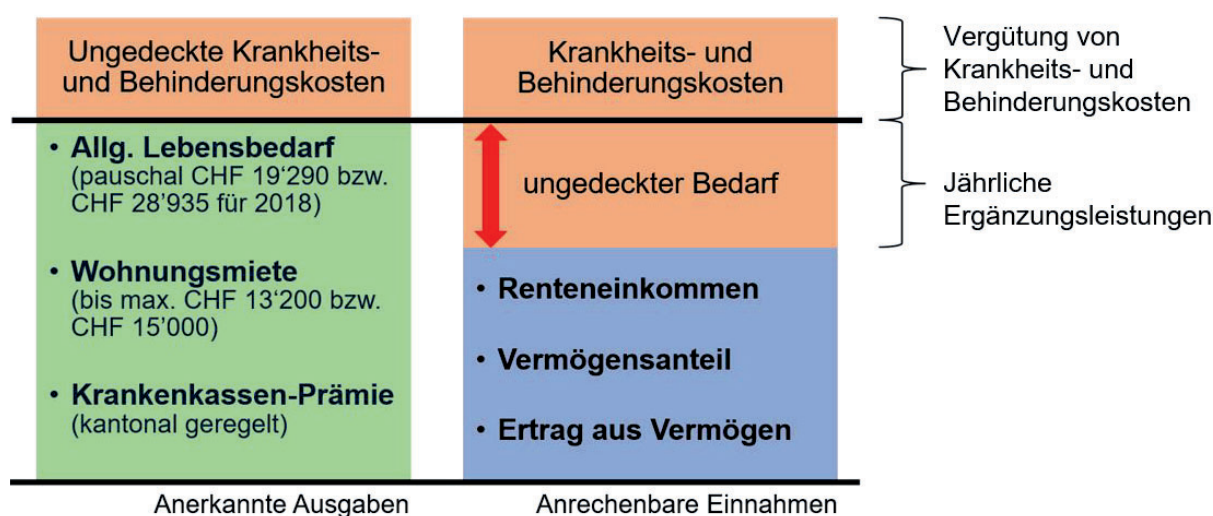 Ungedeckte Krankheits-
und Behinderungskosten
• Allg. Lebensbedarf
(pauschal CHF 19‘290 bzw.
CHF 28’935 für 2018)
• Wohnungsmiete
(bis max. CHF 13‘200 bzw.
CHF 15’000)
• Krankenkassen-Prämie
(kantonal geregelt)
Anerkannte Ausgaben
Krankheits- und
Behinderungskosten
ungedeckter Bedarf
• Renteneinkommen
• Vermögensanteil
• Ertrag aus Vermögen
Anrechenbare Einnahmen
Vergütung von
Krankheits- und
Behinderungskosten
Jährliche
Ergänzungsleistungen